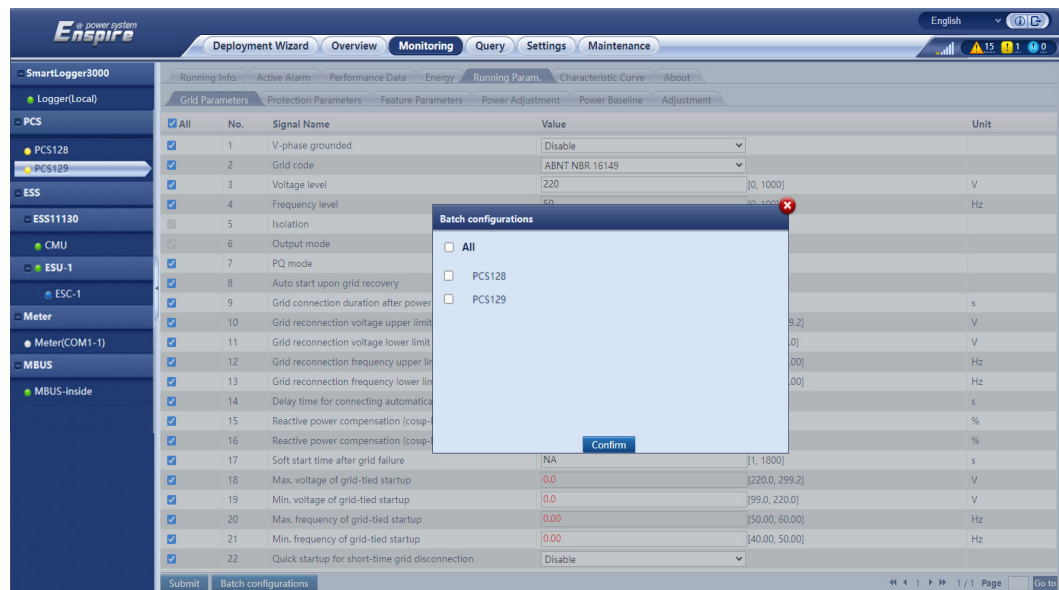 @ power system
Enspire
English
Deployment Wizard Overview Monitoring Query Settings Maintenance
15 1 0
SmartLogger3000
Logger(Local)
PCS
PCS128
PCS129
ESS
ESS11130
CMU
ESU-1
ESC-1
Meter
Meter(COM1-1)
MBUS
MBUS-inside
Running Info. Active Alarm Performance Data Energy Running Param. Characteristic Curve About
Grid Parameters Protection Parameters Feature Parameters Power Adjustment Power Baseline Adjustment
All No. Signal Name Value Unit
1 V-phase grounded Disable
2 Grid code ABNT NBR 16149
3 Voltage level 220 [0, 1000] V
4 Frequency level 50 [0, 100] Hz
5 Isolation
6 Output mode
7 PQ mode
8 Auto start upon grid recovery
9 Grid connection duration after power s
10 Grid reconnection voltage upper limit 9.2] V
11 Grid reconnection voltage lower limit .0] V
12 Grid reconnection frequency upper .00] Hz
13 Grid reconnection frequency lower .00] Hz
14 Delay time for connecting s
15 Reactive power compensation %
16 Reactive power compensation %
17 Soft start time after grid failure NA [1, 1800] s
18 Max. voltage of grid-tied startup 0.0 [220.0, 299.2] V
19 Min. voltage of grid-tied startup 0.0 [99.0, 220.0] V
20 Max. frequency of grid-tied startup 0.00 [50.00, 60.00] Hz
21 Min. frequency of grid-tied startup 0.00 [40.00, 50.00] Hz
22 Quick startup for short-time grid disconnection Disable
Batch configurations
All
PCS128
PCS129
Confirm
Submit Batch configurations
1 1/1 Page Go to